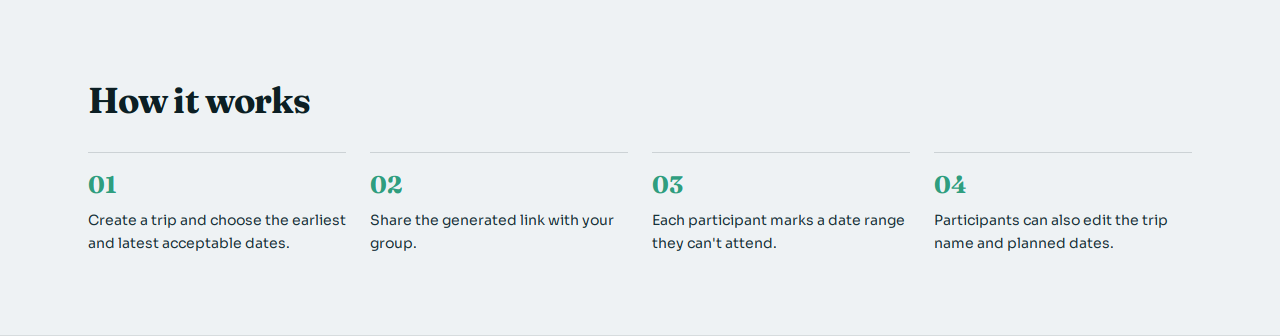 How it works
01
Create a trip and choose the earliest
and latest acceptable dates.
02
Share the generated link with your
group.
03
Each participant marks a date range
they can't attend.
04
Participants can also edit the trip
name and planned dates.